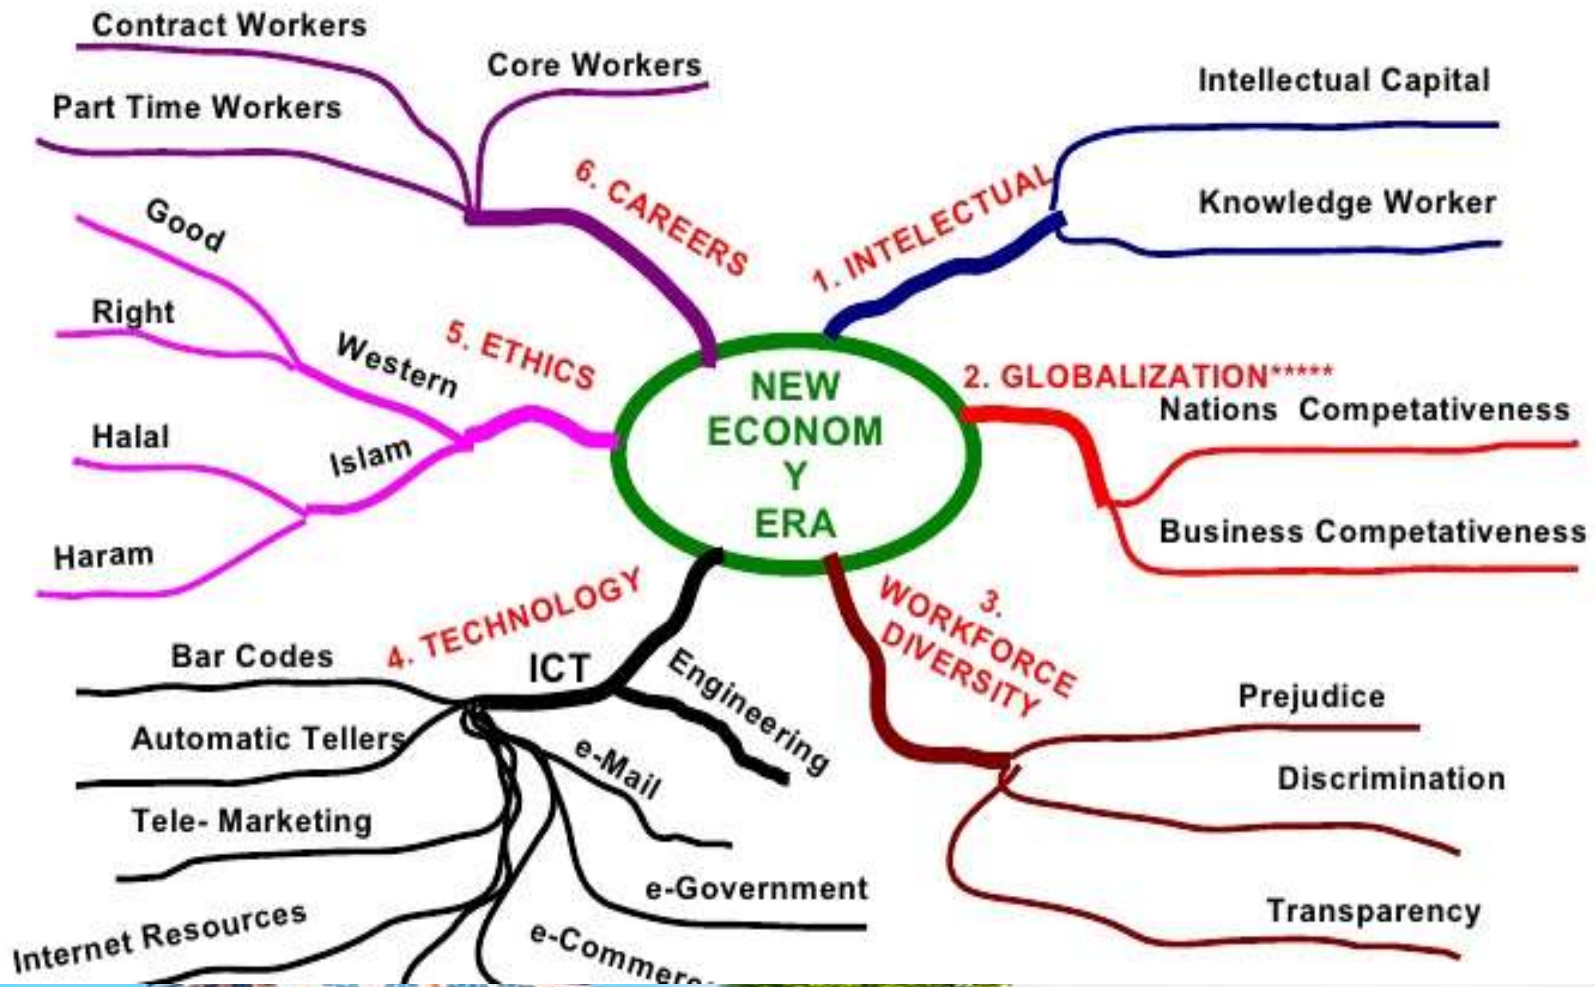 NEW
ECONOM
Y
ERA
1. INTELECTUAL
Intellectual Capital
Knowledge Worker
2. GLOBALIZATION*****
Nations Competativeness
Business Competativeness
3.
WORKFORCE
DIVERSITY
Prejudice
Discrimination
Transparency
4. TECHNOLOGY
ICT
Engineering
Bar Codes
Automatic Tellers
Tele- Marketing
Internet Resources
e-Mail
e-Government
e-Commerc
5. ETHICS
Western
Good
Right
Islam
Halal
Haram
6. CAREERS
Contract Workers
Part Time Workers
Core Workers